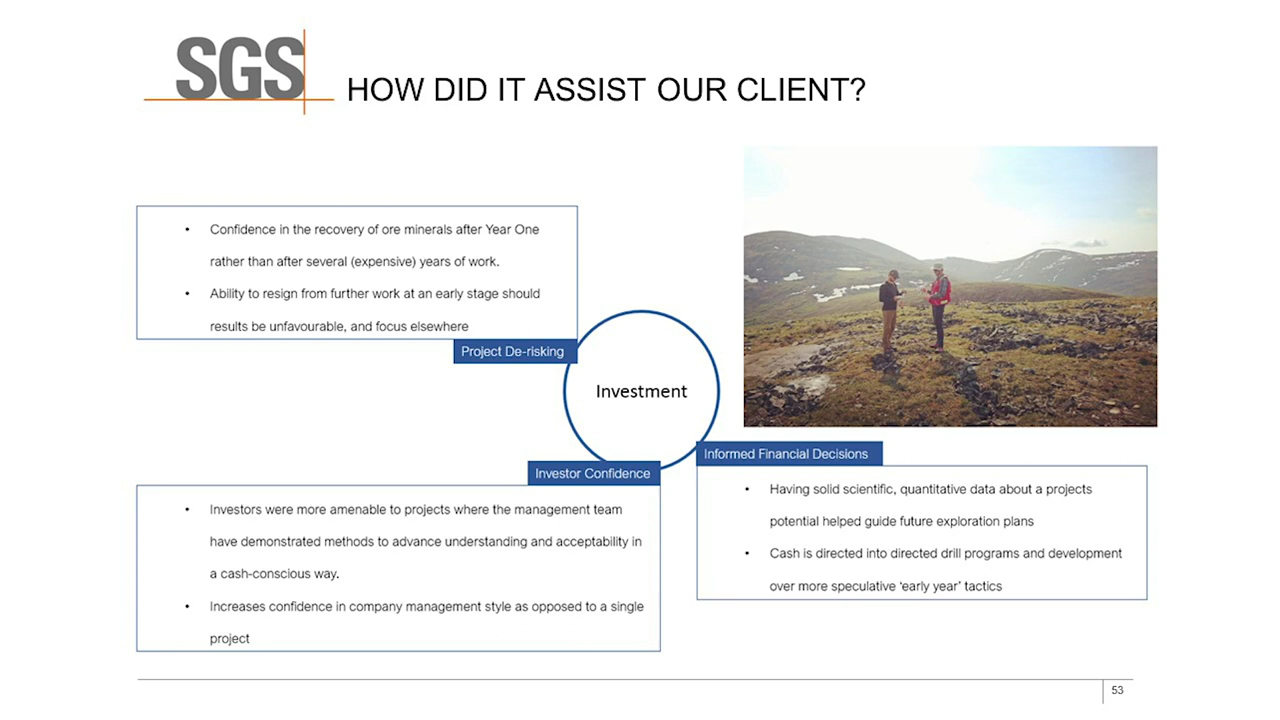 SGS
HOW DID IT ASSIST OUR CLIENT?
• Confidence in the recovery of ore minerals after Year One
rather than after several (expensive) years of work.
• Ability to resign from further work at an early stage should
results be unfavourable, and focus elsewhere
Project De-risking
Investment
Investor Confidence
• Investors were more amenable to projects where the management team
have demonstrated methods to advance understanding and acceptability in
a cash-conscious way.
• Increases confidence in company management style as opposed to a single
project
Informed Financial Decisions
• Having solid scientific, quantitative data about a projects
potential helped guide future exploration plans
• Cash is directed into directed drill programs and development
over more speculative ‘early year’ tactics
53